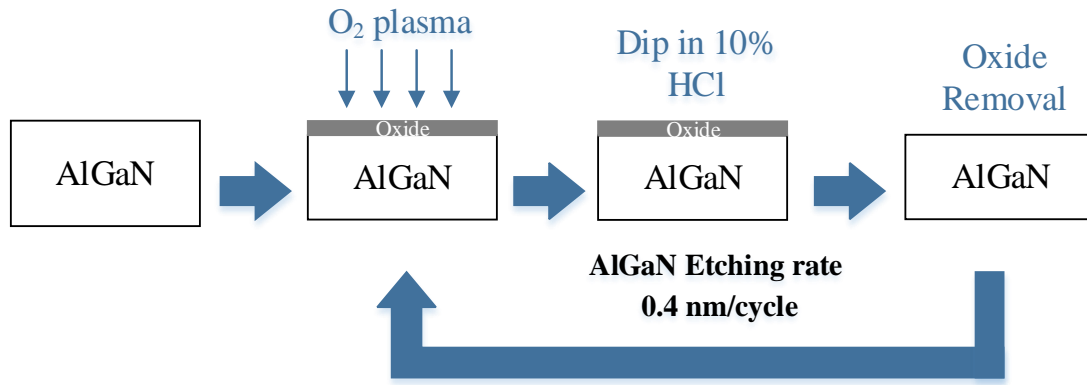 O₂ plasma
Dip in 10%
HCl
Oxide
Removal
Oxide
Oxide
AlGaN
AlGaN
AlGaN
AlGaN
AlGaN Etching rate
0.4 nm/cycle